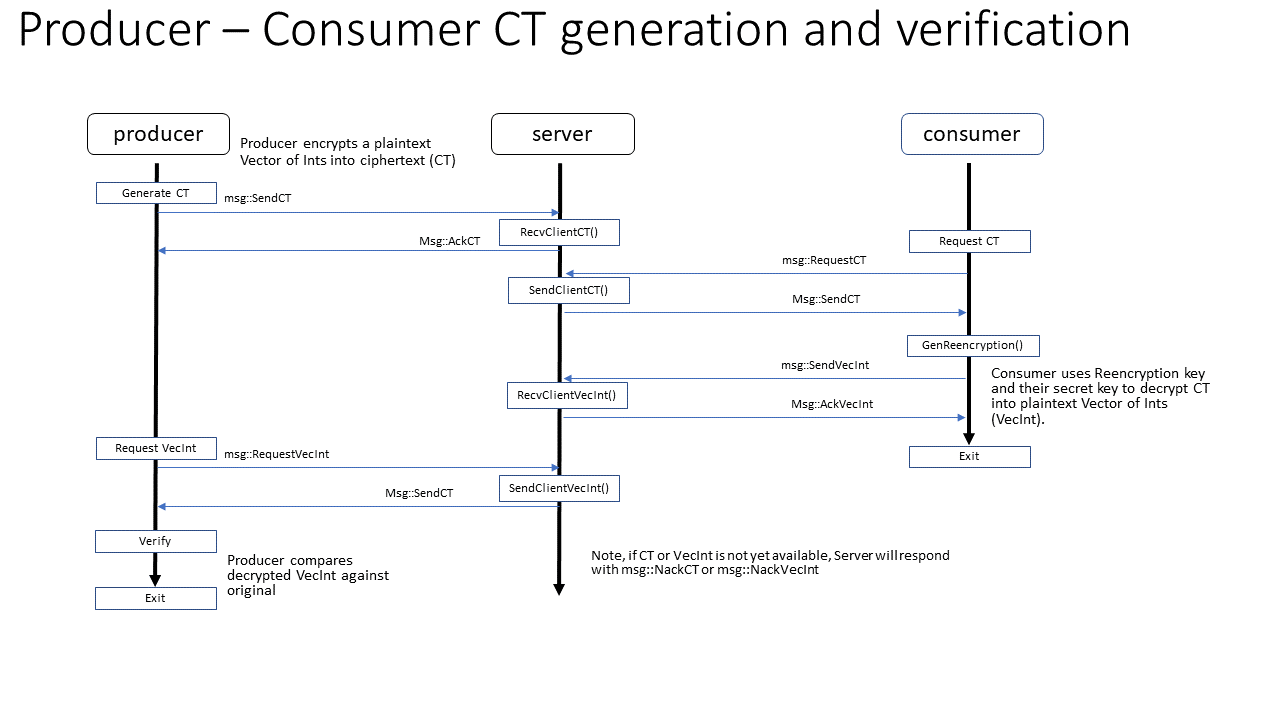 Producer – Consumer CT generation and verification
producer
server
consumer
Producer encrypts a plaintext
Vector of Ints into ciphertext (CT)
Generate CT
msg::SendCT
RecvClientCT()
Msg::AckCT
Request CT
msg::RequestCT
SendClientCT()
Msg::SendCT
GenReencryption()
msg::SendVecInt
Consumer uses Reencryption key
and their secret key to decrypt CT
into plaintext Vector of Ints
(VecInt).
RecvClientVecInt()
Msg::AckVecInt
Request VecInt
msg::RequestVecInt
Exit
SendClientVecInt()
Msg::SendCT
Verify
Producer compares
decrypted VecInt against
original
Note, if CT or VecInt is not yet available, Server will respond
with msg::NackCT or msg::NackVecInt
Exit